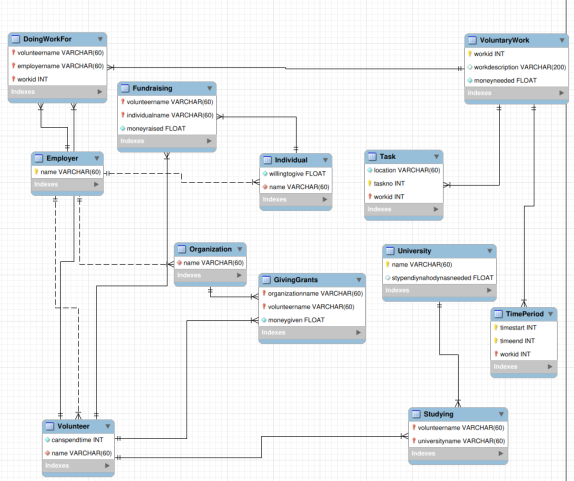 DoingWorkFor
volunteername VARCHAR(60)
employername VARCHAR(60)
workid INT
Indexes
VoluntaryWork
workid INT
workdescription VARCHAR(200)
moneyneeded FLOAT
Indexes
Fundraising
volunteername VARCHAR(60)
individualname VARCHAR(60)
moneyraised FLOAT
Indexes
Employer
name VARCHAR(60)
Indexes
Individual
willingtogive FLOAT
name VARCHAR(60)
Indexes
Task
location VARCHAR(60)
taskno INT
workid INT
Indexes
Organization
name VARCHAR(60)
Indexes
University
name VARCHAR(60)
stypendiynahodynasneeded FLOAT
Indexes
GivingGrants
organizationname VARCHAR(60)
volunteername VARCHAR(60)
moneygiven FLOAT
Indexes
TimePeriod
timestart INT
timeend INT
workid INT
Indexes
Volunteer
canspendtime INT
name VARCHAR(60)
Indexes
Studying
volunteername VARCHAR(60)
universityname VARCHAR(60)
Indexes